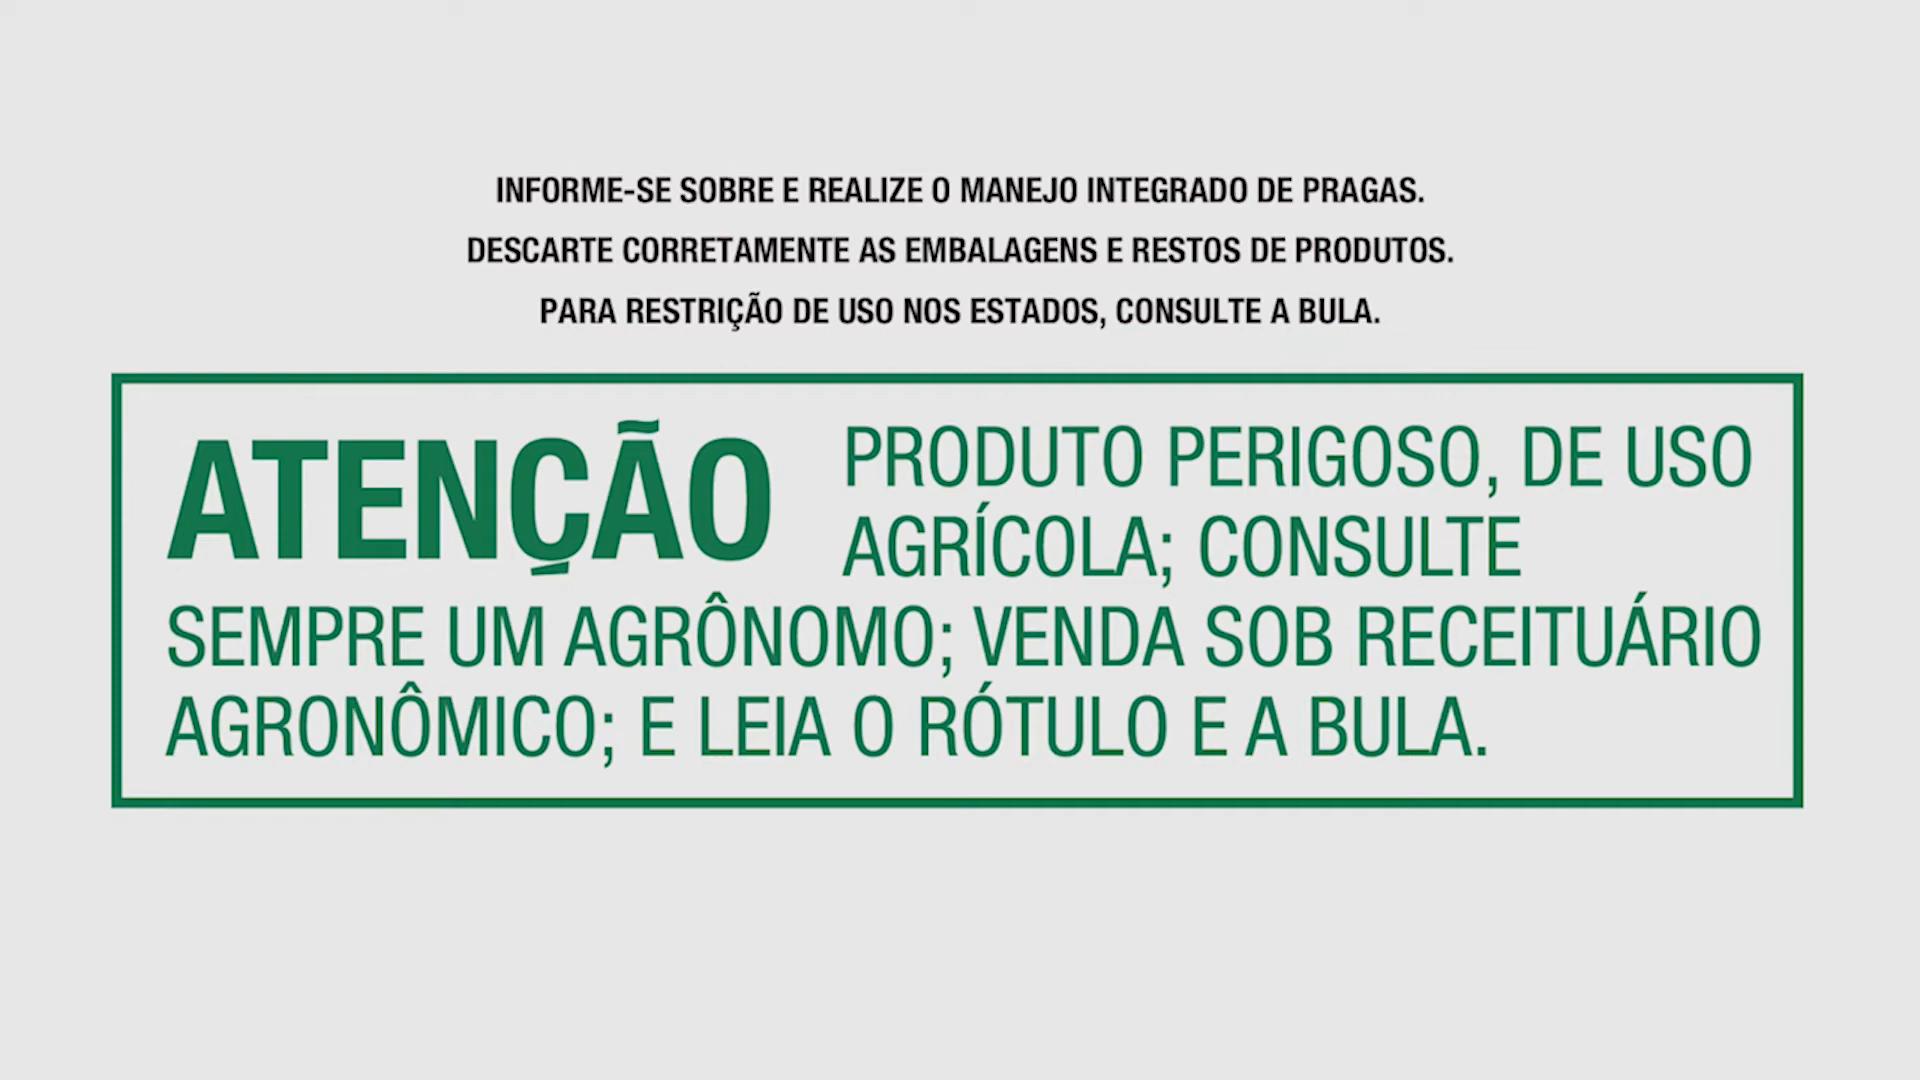 INFORME-SE SOBRE E REALIZE O MANEJO INTEGRADO DE PRAGAS.
DESCARTE CORRETAMENTE AS EMBALAGENS E RESTOS DE PRODUTOS.
PARA RESTRIÇÃO DE USO NOS ESTADOS, CONSULTE A BULA.
ATENÇÃO PRODUTO PERIGOSO, DE USO
AGRÍCOLA; CONSULTE
SEMPRE UM AGRÔNOMO; VENDA SOB RECEITUÁRIO
AGRONÔMICO; E LEIA O RÓTULO E A BULA.